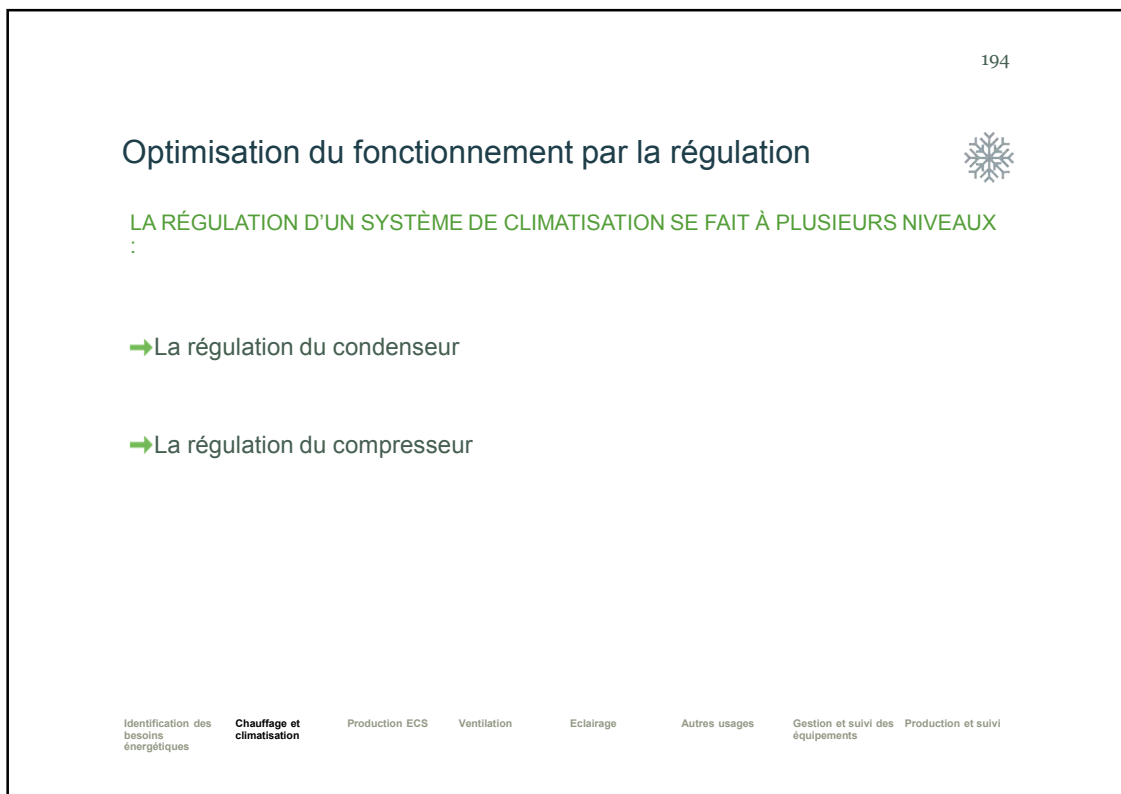 194
Optimisation du fonctionnement par la régulation
LA RÉGULATION D'UN SYSTÈME DE CLIMATISATION SE FAIT À PLUSIEURS NIVEAUX
:
La régulation du condenseur
La régulation du compresseur
Identification des besoins énergétiques
Chauffage et climatisation
Production ECS
Ventilation
Eclairage
Autres usages
Gestion et suivi des équipements
Production et suivi